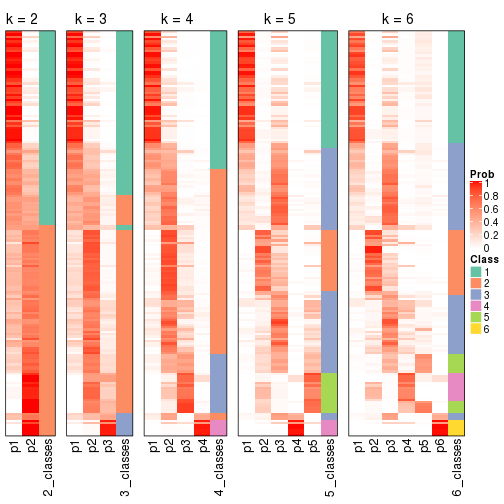 k = 2
k = 3
k = 4
k = 5
k = 6
p1
p2
2_classes
p1
p2
p3
3_classes
p1
p2
p3
p4
4_classes
p1
p2
p3
p4
p5
5_classes
p1
p2
p3
p4
p5
p6
6_classes
Prob
1
0.8
0.6
0.4
0.2
0
Class
1
2
3
4
5
6